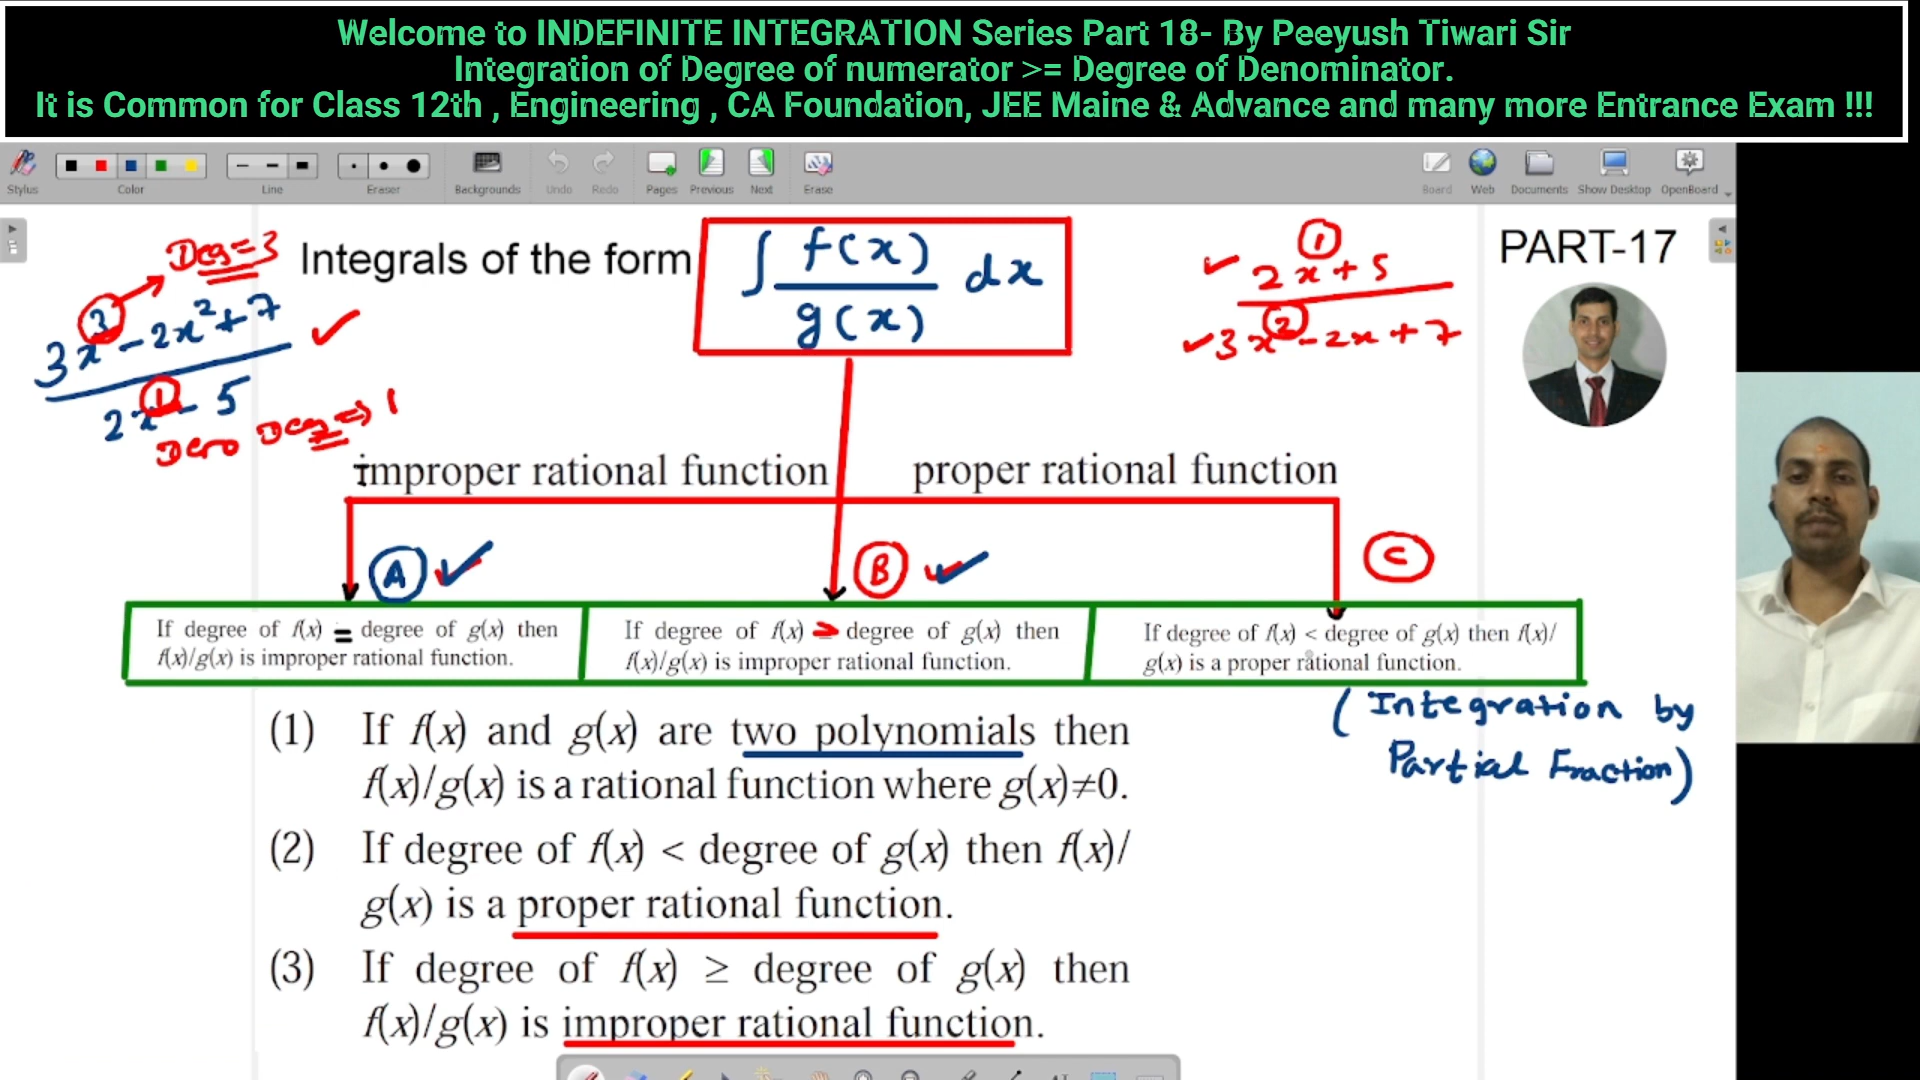 Welcome to INDEFINITE INTEGRATION Series Part 18- By Peeyush Tiwari Sir
Integration of Degree of numerator >= Degree of Denominator.
It is Common for Class 12th , Engineering , CA Foundation, JEE Maine & Advance and many more Entrance Exam !!!
Stylus Color Line Eraser Backgrounds Undo Redo Pages Previous Next Erase Board Web Documents Show Desktop OpenBoard
Integrals of the form ∫ f(x)/g(x) dx
PART-17
Deg=3
3x³-2x²+7
2x¹-5
Deno Deg => 1
① 2x+5
3x²-2x+7
improper rational function
proper rational function
A
B
C
If degree of f(x) = degree of g(x) then
f(x)/g(x) is improper rational function.
If degree of f(x) > degree of g(x) then
f(x)/g(x) is improper rational function.
If degree of f(x) < degree of g(x) then f(x)/
g(x) is a proper rational function.
(Integration by
Partial Fraction)
(1) If f(x) and g(x) are two polynomials then
f(x)/g(x) is a rational function where g(x)≠0.
(2) If degree of f(x) < degree of g(x) then f(x)/
g(x) is a proper rational function.
(3) If degree of f(x) ≥ degree of g(x) then
f(x)/g(x) is improper rational function.